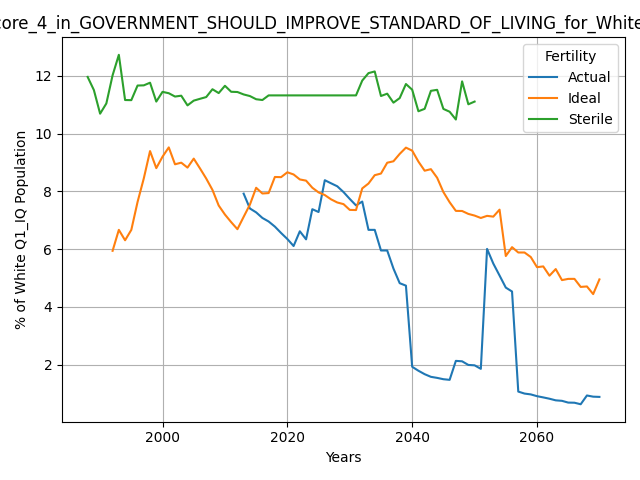 core_4_in_GOVERNMENT_SHOULD_IMPROVE_STANDARD_OF_LIVING_for_White
Fertility
Actual
Ideal
Sterile
12
10
8
6
4
2
% of White Q1_IQ Population
2000
2020
2040
2060
Years